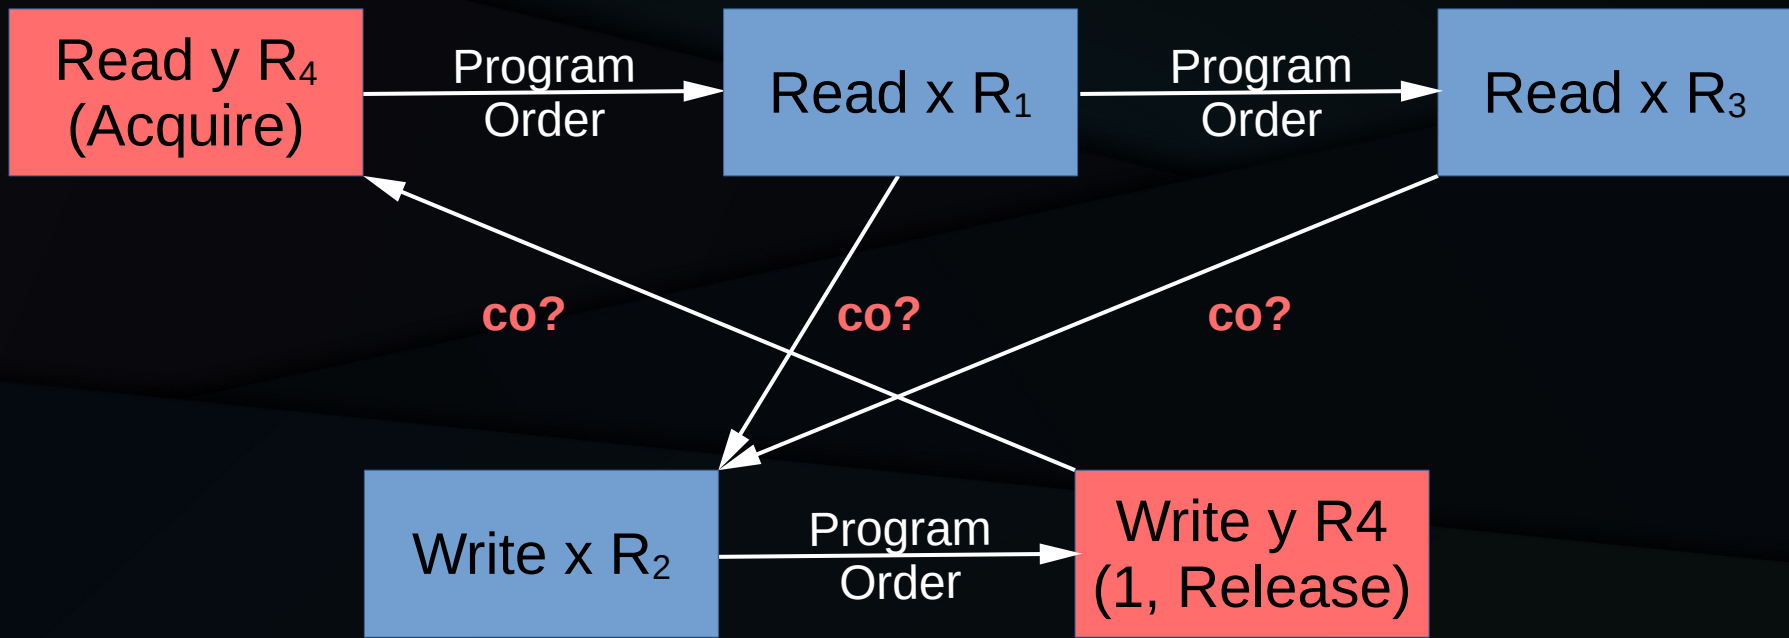 Read y R₄
(Acquire)
Program
Order
Read x R₁
Program
Order
Read x R₃
co?
co?
co?
Write x R₂
Program
Order
Write y R4
(1, Release)